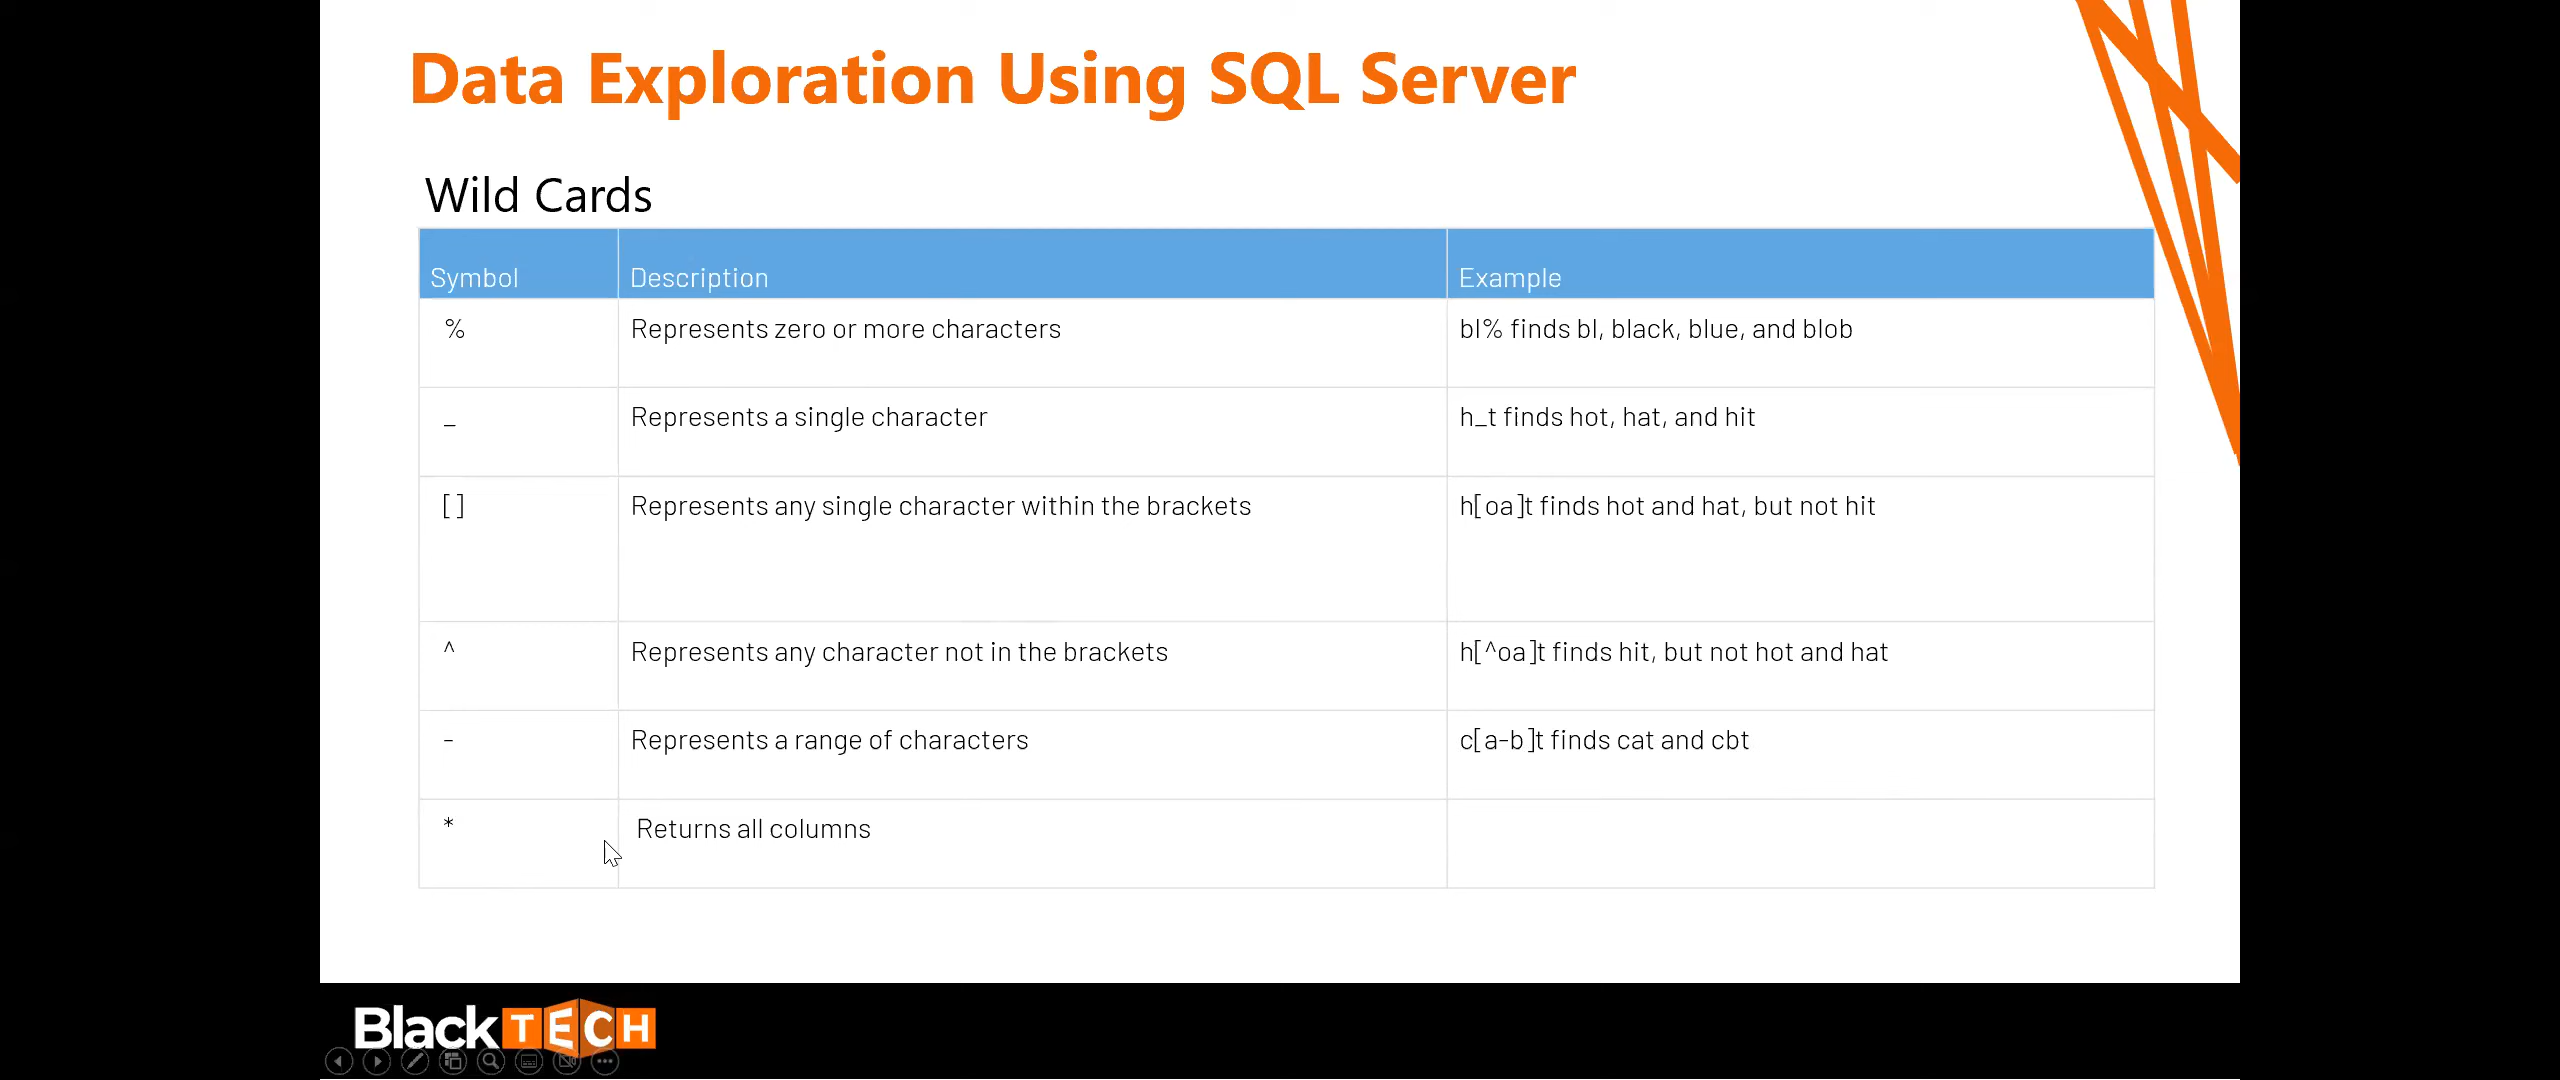 Data Exploration Using SQL Server
Wild Cards
Symbol Description Example
% Represents zero or more characters bl% finds bl, black, blue, and blob
_ Represents a single character h_t finds hot, hat, and hit
[ ] Represents any single character within the brackets h[oa]t finds hot and hat, but not hit
^ Represents any character not in the brackets h[^oa]t finds hit, but not hot and hat
- Represents a range of characters c[a-b]t finds cat and cbt
* Returns all columns
BlackTECH